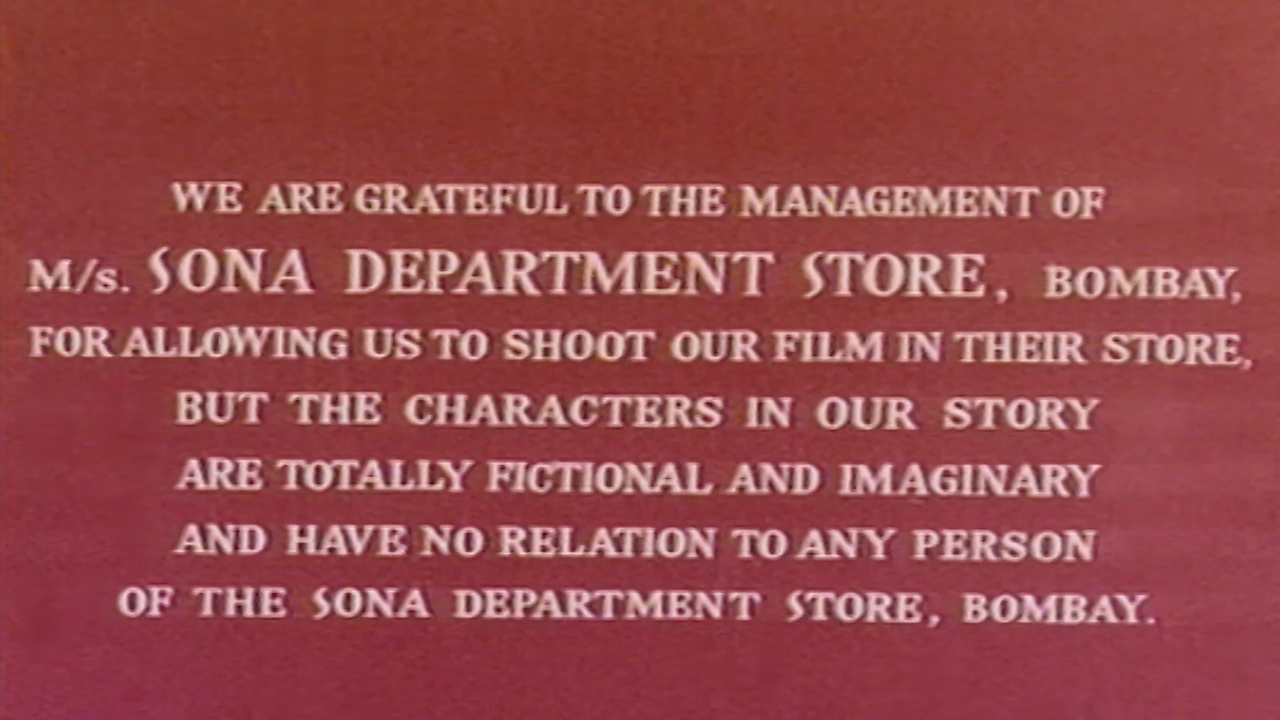 WE ARE GRATEFUL TO THE MANAGEMENT OF
M/s. SONA DEPARTMENT STORE, BOMBAY,
FOR ALLOWING US TO SHOOT OUR FILM IN THEIR STORE,
BUT THE CHARACTERS IN OUR STORY
ARE TOTALLY FICTIONAL AND IMAGINARY
AND HAVE NO RELATION TO ANY PERSON
OF THE SONA DEPARTMENT STORE, BOMBAY.